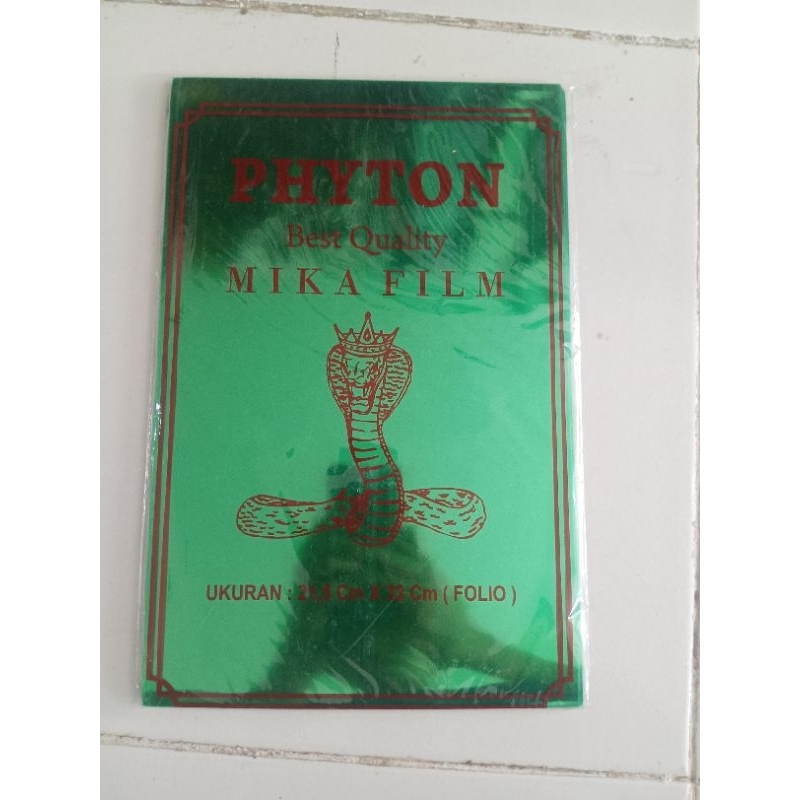 PHYTON
Best Quality
MIKA FILM
UKURAN : 21,5 Cm X 33 Cm ( FOLIO )